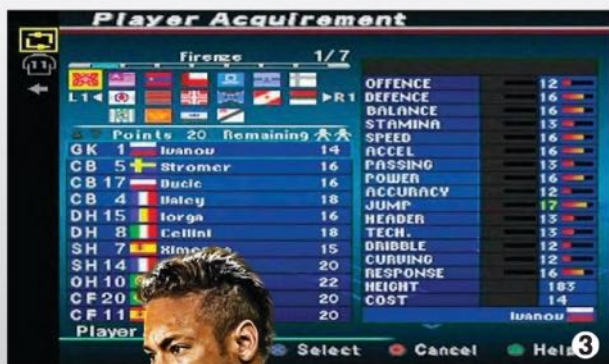 Player Acquirement
Firenze 1/7
11
L1 R1
Points 20 Remaining
GK 1 Ivanov 14
CB 5 Stromer 16
CB 17 Ducic 16
CB 4 Valey 18
DH 15 Iorga 16
DH 8 Cellini 18
SH 7 15
SH 14 20
OH 10 22
CF 20 20
CF 11 20
Player
OFFENCE 12
DEFENCE 16
BALANCE 16
STAMINA 13
SPEED 16
ACCEL 16
PASSING 13
POWER 16
ACCURACY 12
JUMP 17
HEADER 13
TECH. 13
DRIBBLE 12
CURVING 12
RESPONSE 16
HEIGHT 183
COST 14
Ivanov
Select Cancel Help
3